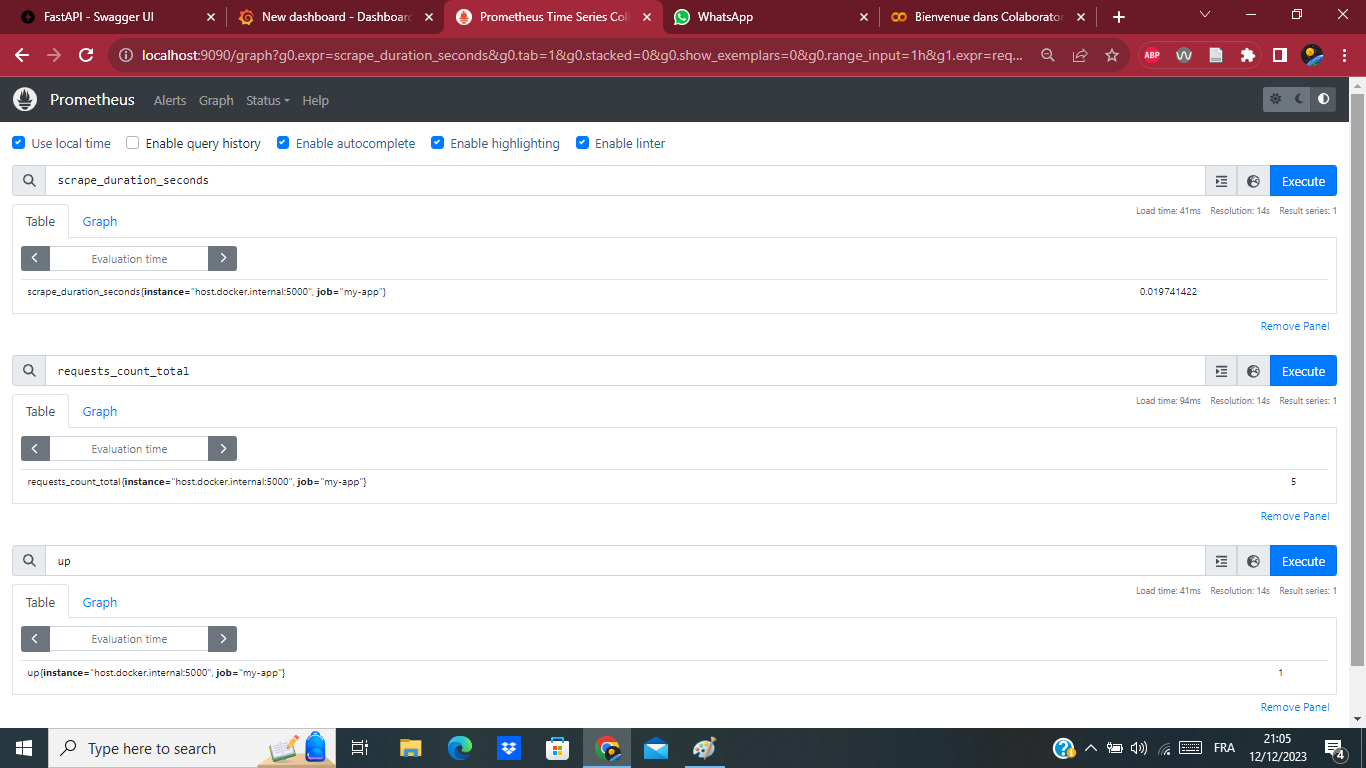 FastAPI - Swagger UI
New dashboard - Dashboard
Prometheus Time Series Coll
WhatsApp
Bienvenue dans Colaborator
localhost:9090/graph?g0.expr=scrape_duration_seconds&g0.tab=1&g0.stacked=0&g0.show_exemplars=0&g0.range_input=1h&g1.expr=req...
ABP
Prometheus Alerts Graph Status Help
Use local time Enable query history Enable autocomplete Enable highlighting Enable linter
scrape_duration_seconds Execute
Load time: 41ms Resolution: 14s Result series: 1
Table Graph
Evaluation time
scrape_duration_seconds{instance="host.docker.internal:5000", job="my-app"} 0.019741422
Remove Panel
requests_count_total Execute
Load time: 94ms Resolution: 14s Result series: 1
Table Graph
Evaluation time
requests_count_total{instance="host.docker.internal:5000", job="my-app"} 5
Remove Panel
up Execute
Load time: 41ms Resolution: 14s Result series: 1
Table Graph
Evaluation time
up{instance="host.docker.internal:5000", job="my-app"} 1
Remove Panel
Type here to search
FRA
21:05
12/12/2023
4